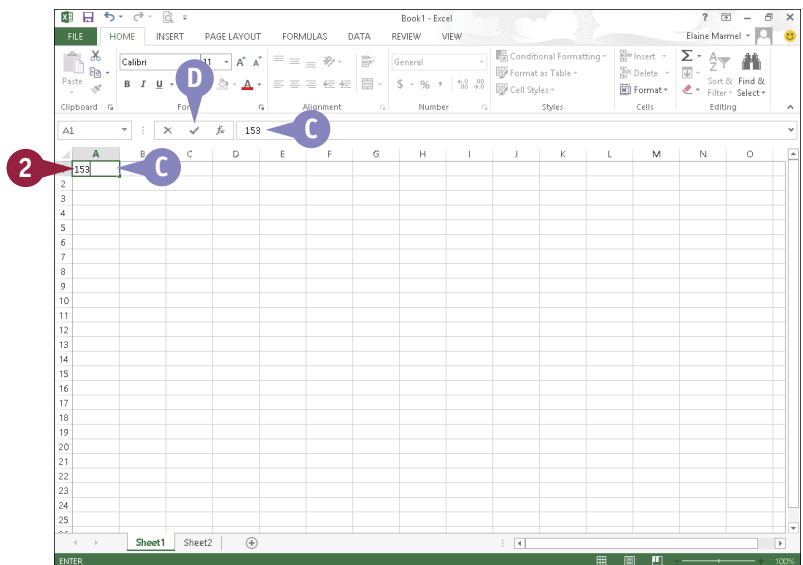 Book1 - Excel
?
FILE HOME INSERT PAGE LAYOUT FORMULAS DATA REVIEW VIEW Elaine Marmel
Paste
Calibri 11 A A
B I U A
General
$ % , .00
Conditional Formatting
Format as Table
Cell Styles
Insert
Delete
Format
Σ
Sort & Filter
Find & Select
Clipboard Font Alignment Number Styles Cells Editing
D
A1 fx 153 C
A B C D E F G H I J K L M N O
2 153 C
2
3
4
5
6
7
8
9
10
11
12
13
14
15
16
17
18
19
20
21
22
23
24
25
Sheet1 Sheet2
ENTER 100%